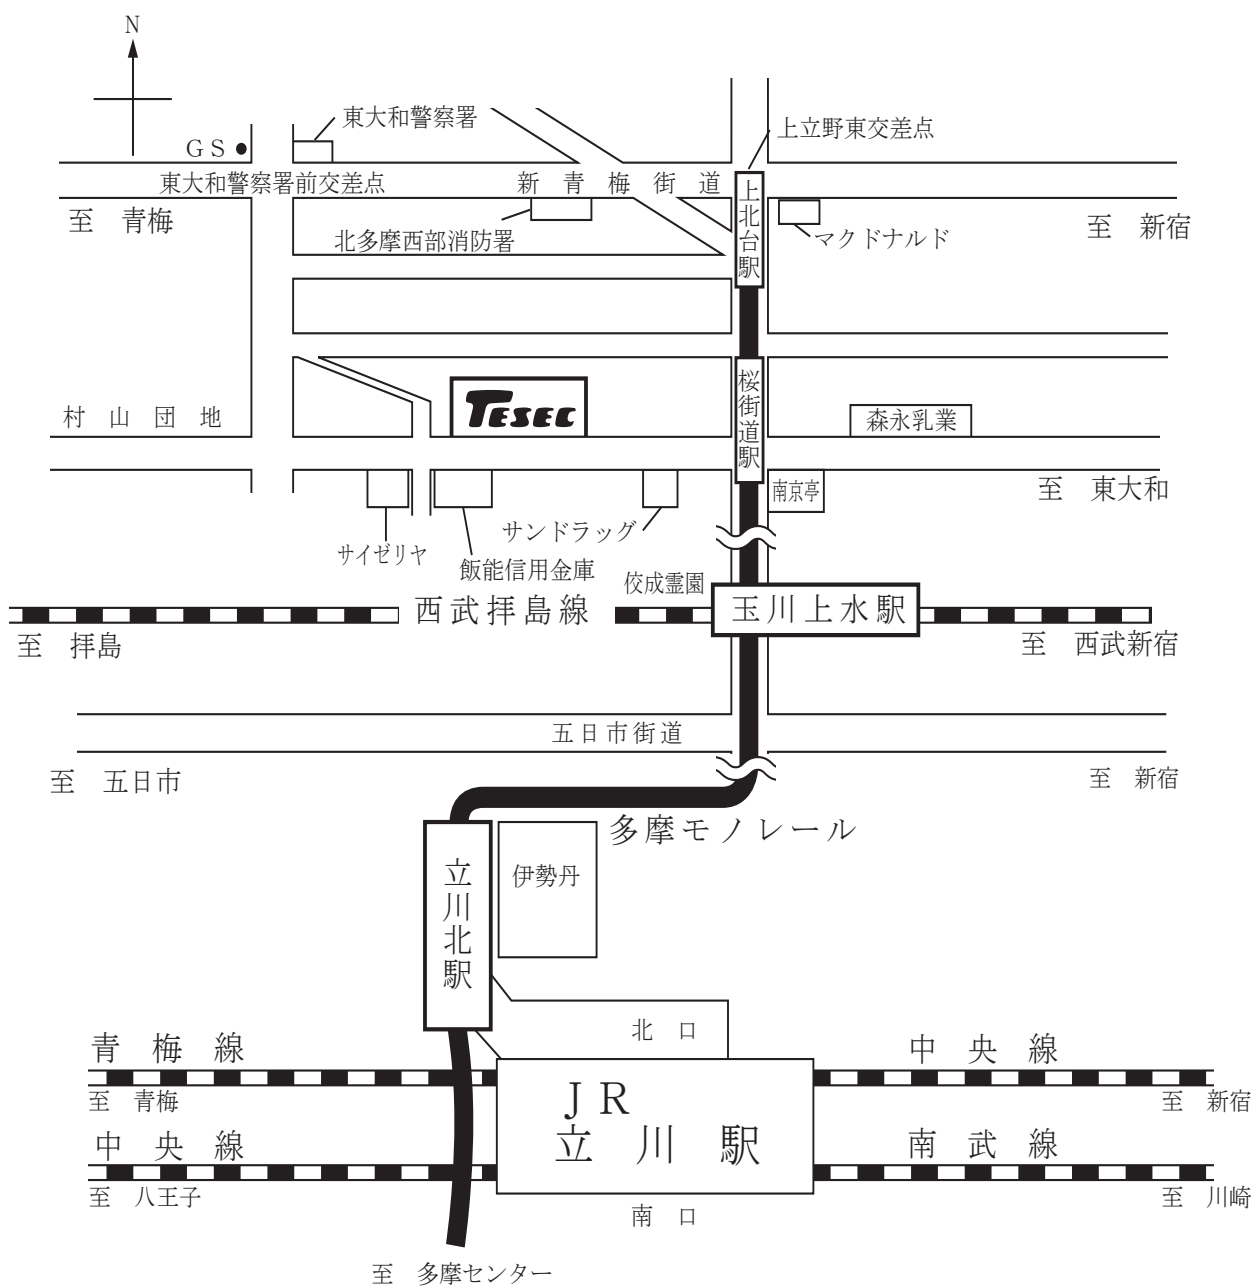 N
東大和警察署
上立野東交差点
GS
東大和警察署前交差点
新青梅街道
至 青梅
北多摩西部消防署
上北台駅
マクドナルド
至 新宿
村山団地
TESEC
桜街道駅
森永乳業
南京亭
至 東大和
サイゼリヤ
飯能信用金庫
サンドラッグ
佼成霊園
西武拝島線
玉川上水駅
至 拝島
至 西武新宿
五日市街道
至 五日市
至 新宿
多摩モノレール
立川北駅
伊勢丹
北口
青梅線
中央線
至 青梅
JR
立川駅
至 新宿
中央線
南武線
至 八王子
至 川崎
南口
至 多摩センター